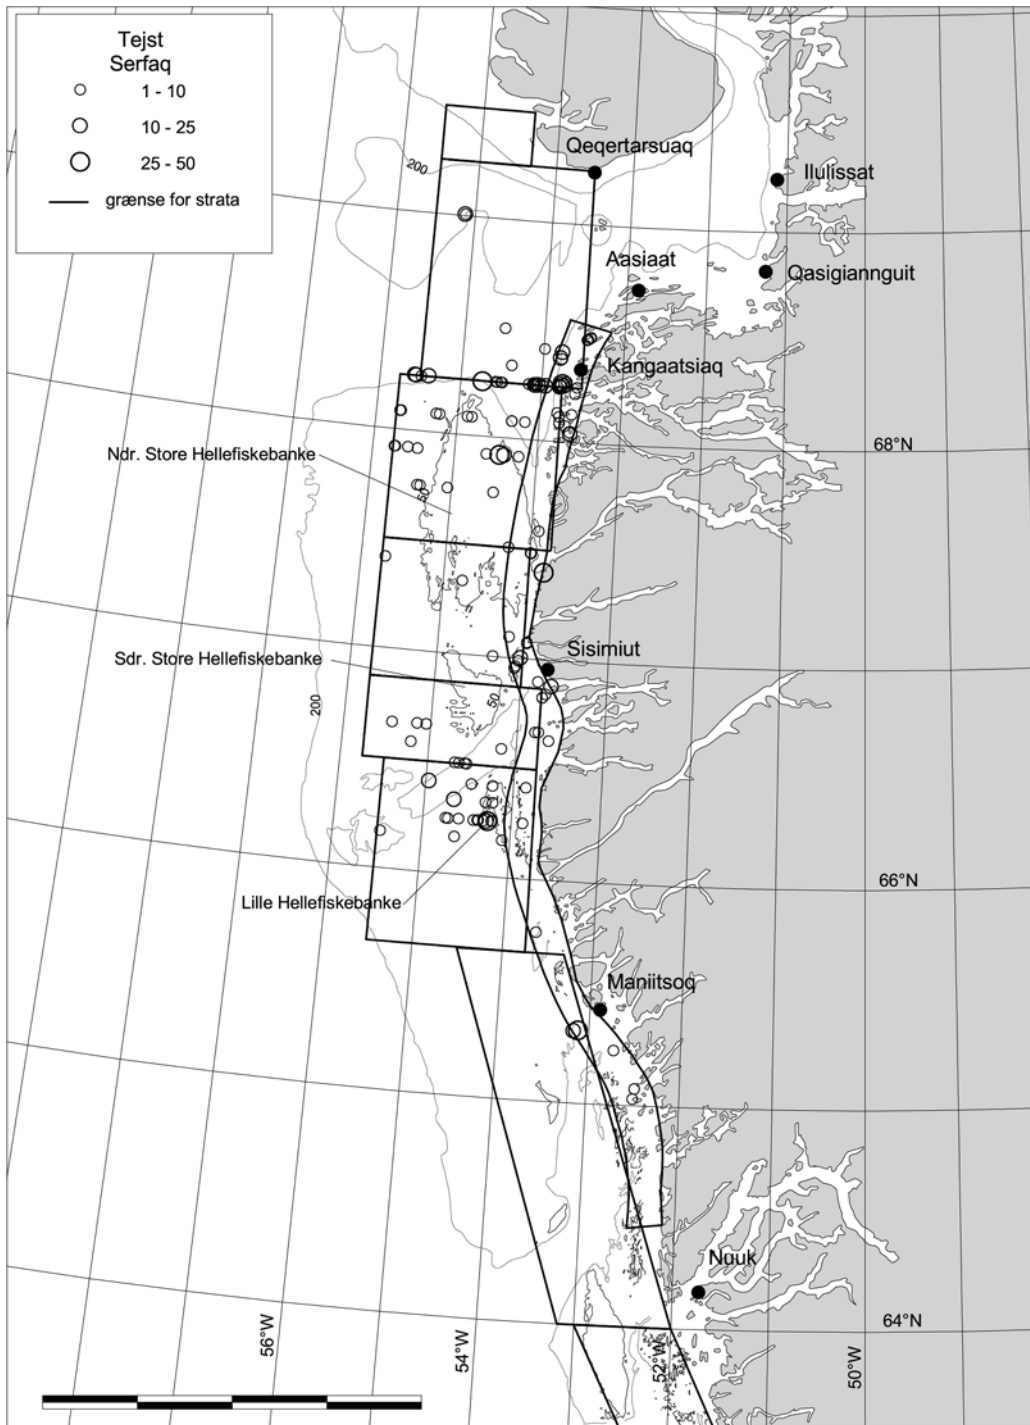 Tejst
Serfaq
1 - 10
10 - 25
25 - 50
grænse for strata
Qeqertarsuaq
Ilulissat
200
Aasiaat
Qasigiannguit
Kangaatsiaq
68°N
Ndr. Store Hellefiskebanke
50
Sisimiut
Sdr. Store Hellefiskebanke
200
50
66°N
Lille Hellefiskebanke
Maniitsoq
Nuuk
64°N
56°W
54°W
52°W
50°W